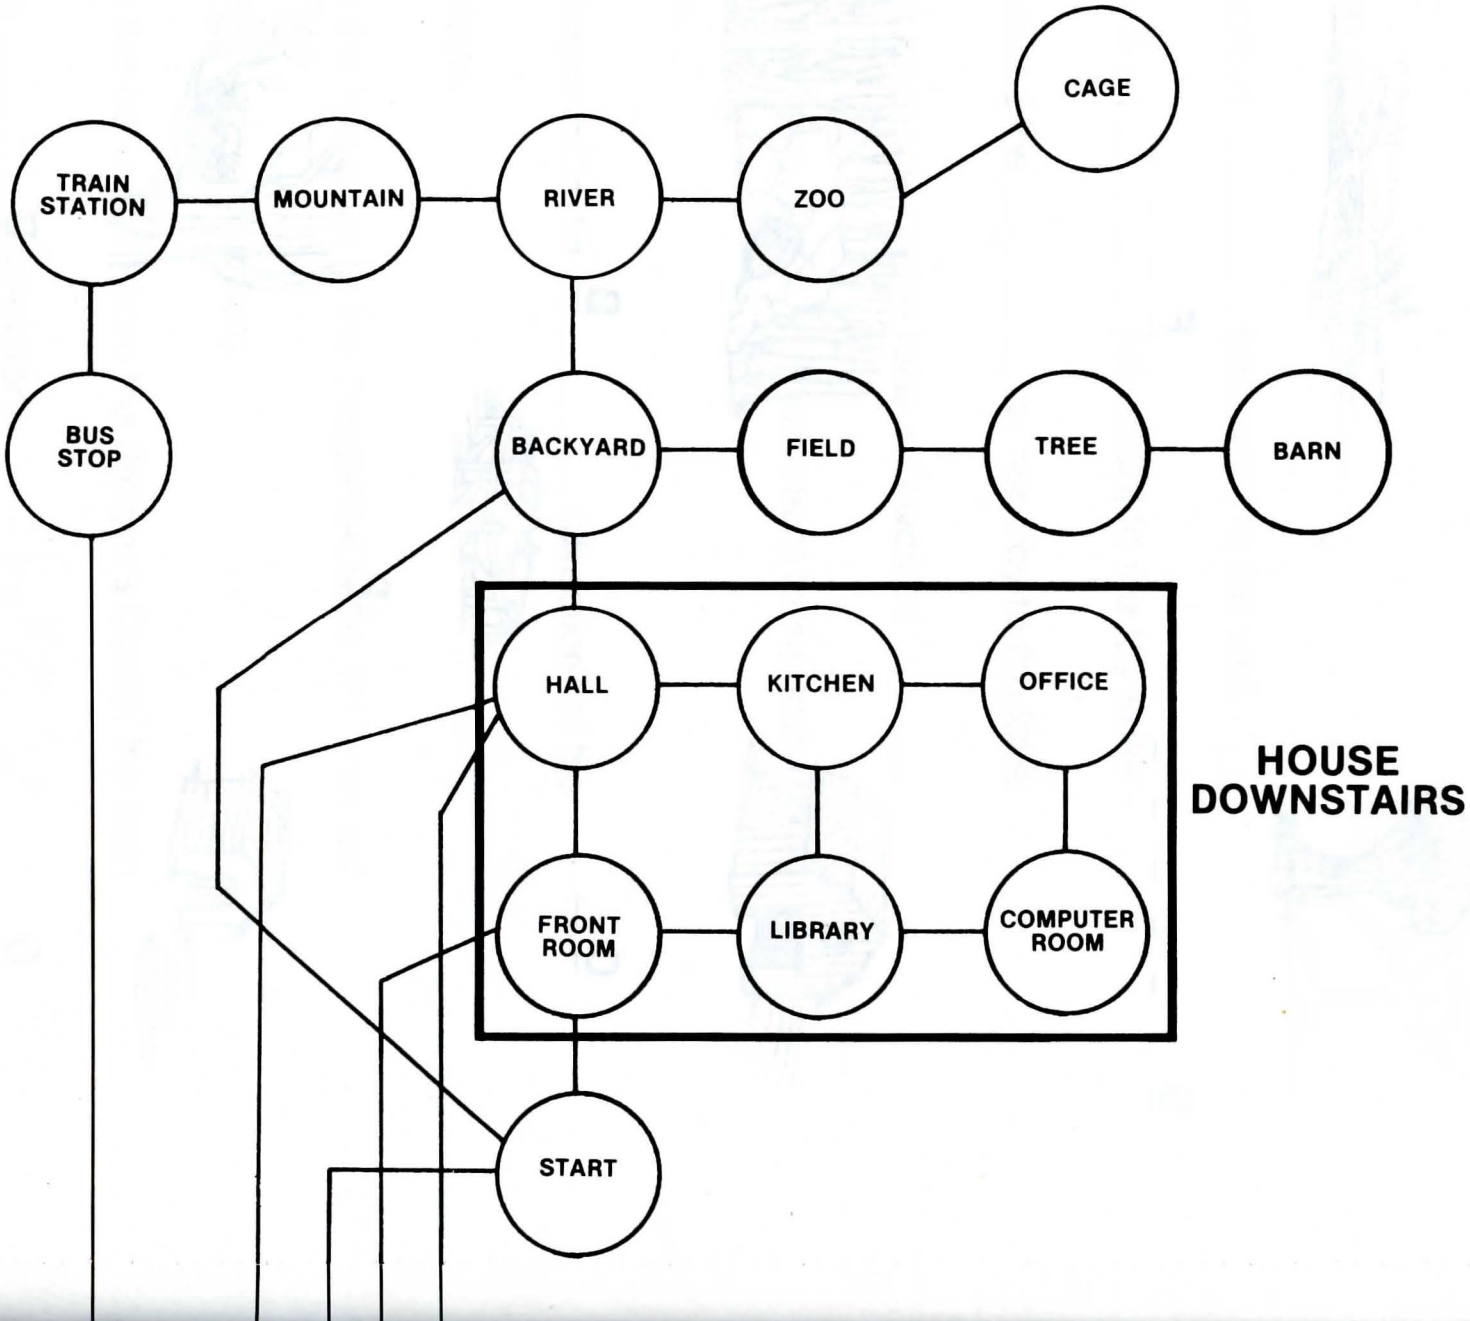 CAGE
TRAIN
STATION
MOUNTAIN
RIVER
ZOO
BUS
STOP
BACKYARD
FIELD
TREE
BARN
HALL
KITCHEN
OFFICE
HOUSE
DOWNSTAIRS
FRONT
ROOM
LIBRARY
COMPUTER
ROOM
START